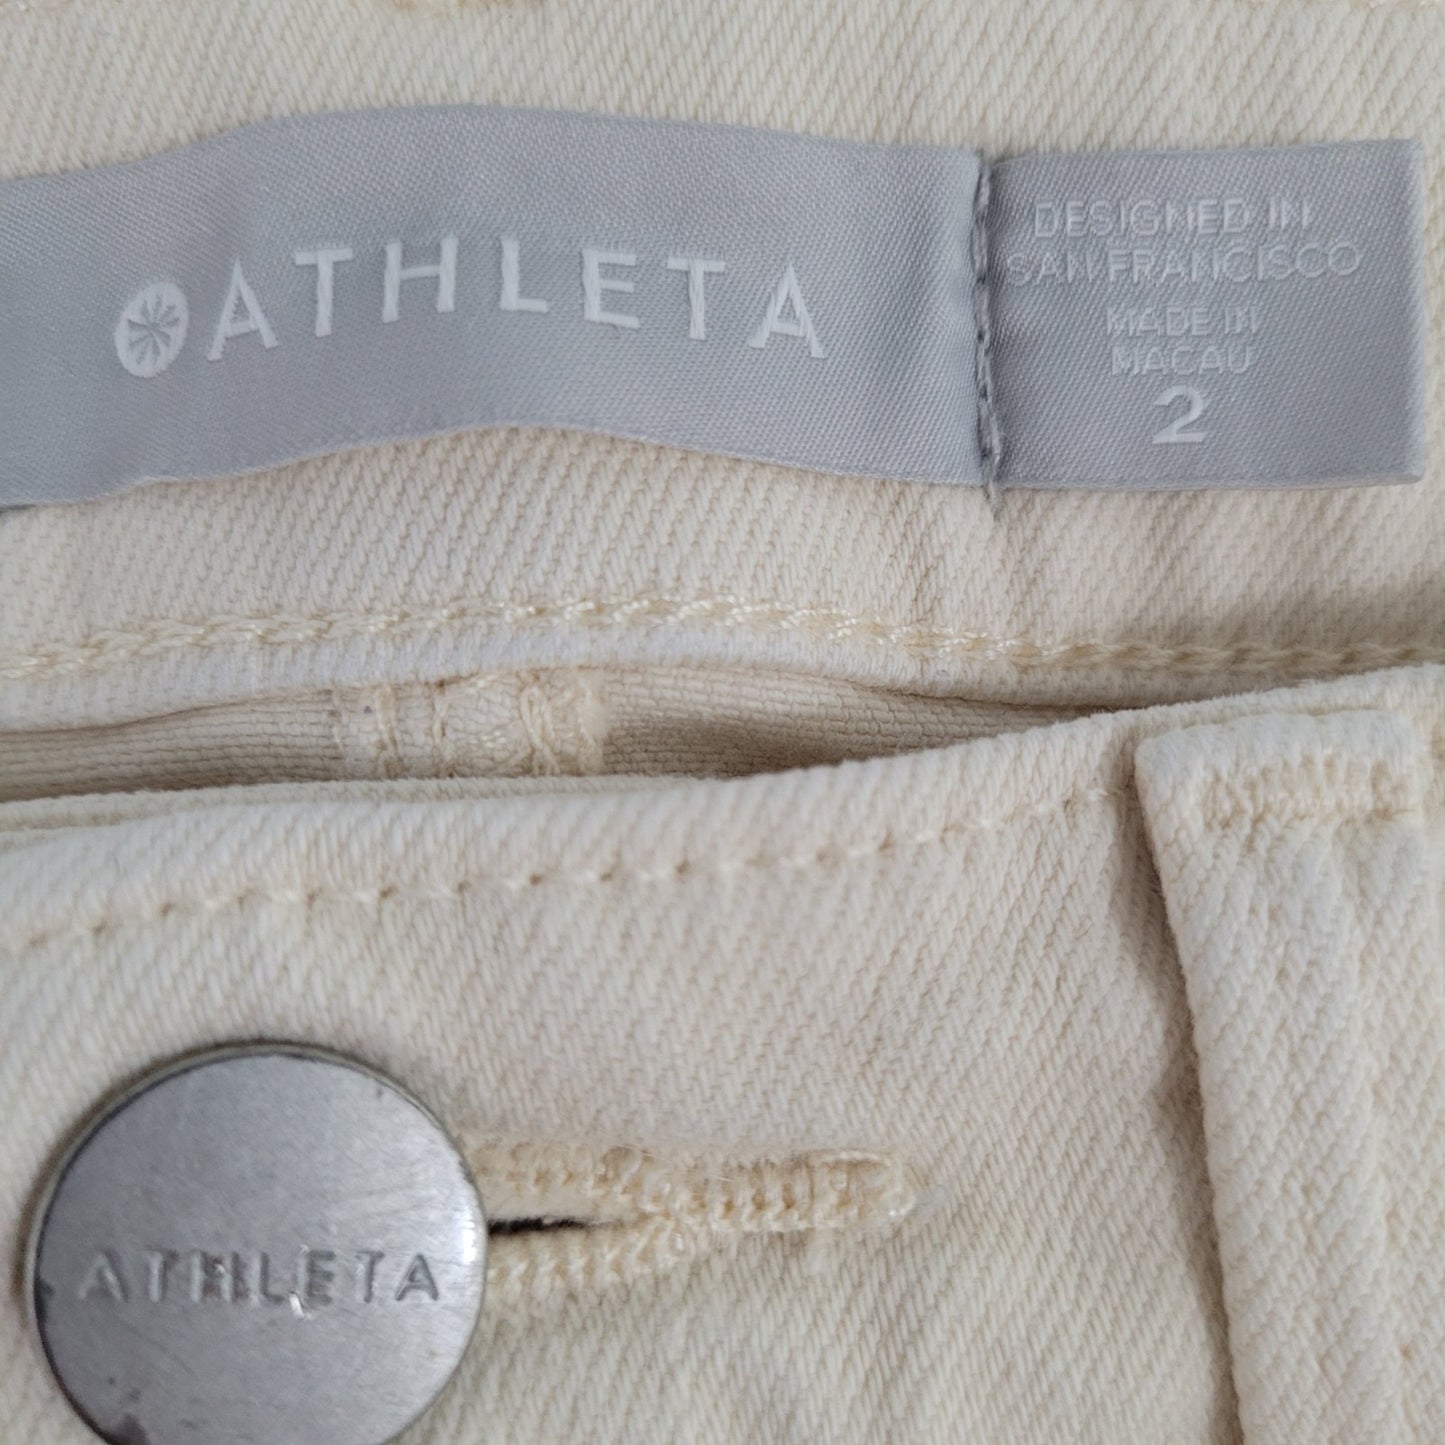 ATHLETA
DESIGNED IN
SAN FRANCISCO
MADE IN
MACAU
2
ATHLETA